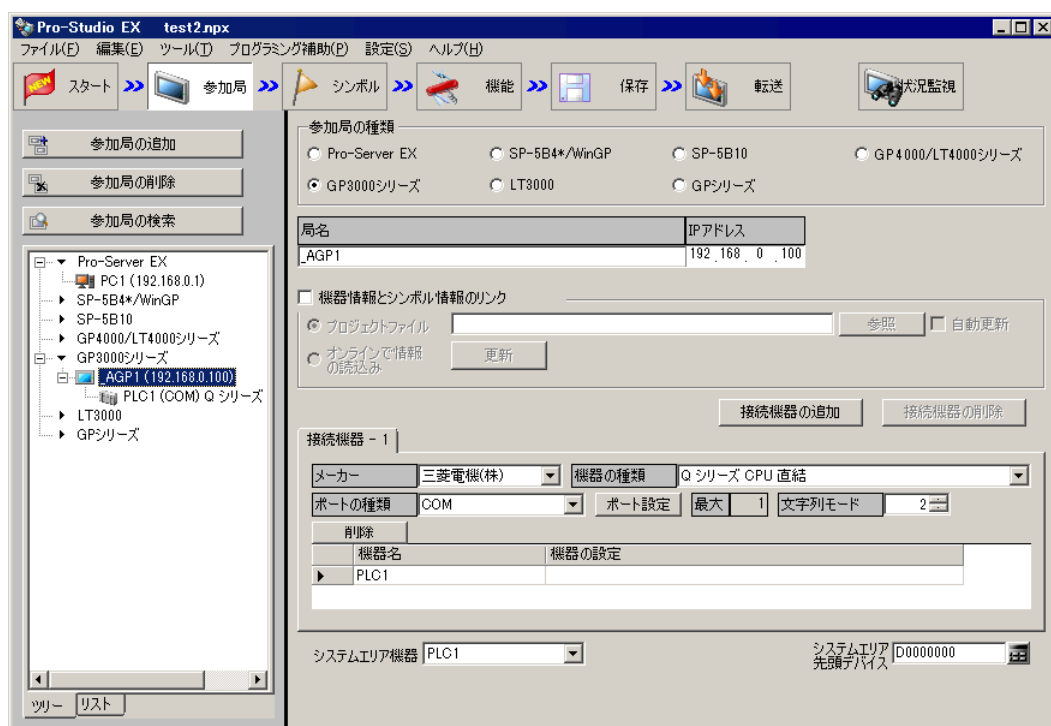 Pro-Studio EX test2.npx
ファイル(F) 編集(E) ツール(T) プログラミング補助(P) 設定(S) ヘルプ(H)
NEW スタート 参加局 シンボル 機能 保存 転送 状況監視
参加局の追加
参加局の削除
参加局の検索
Pro-Server EX
PC1 (192.168.0.1)
SP-5B4*/WinGP
SP-5B10
GP4000/LT4000シリーズ
GP3000シリーズ
_AGP1 (192.168.0.100)
PLC1 (COM) Q シリーズ
LT3000
GPシリーズ
ツリー リスト
参加局の種類
Pro-Server EX SP-5B4*/WinGP SP-5B10 GP4000/LT4000シリーズ
GP3000シリーズ LT3000 GPシリーズ
局名 IPアドレス
_AGP1 192 .168 . 0 .100
機器情報とシンボル情報のリンク
プロジェクトファイル 参照 自動更新
オンラインで情報
の読込み 更新
接続機器の追加 接続機器の削除
接続機器 - 1
メーカー 三菱電機(株) 機器の種類 Q シリーズ CPU 直結
ポートの種類 COM ポート設定 最大 1 文字列モード 2
削除
機器名 機器の設定
PLC1
システムエリア機器 PLC1 システムエリア
先頭デバイス D0000000